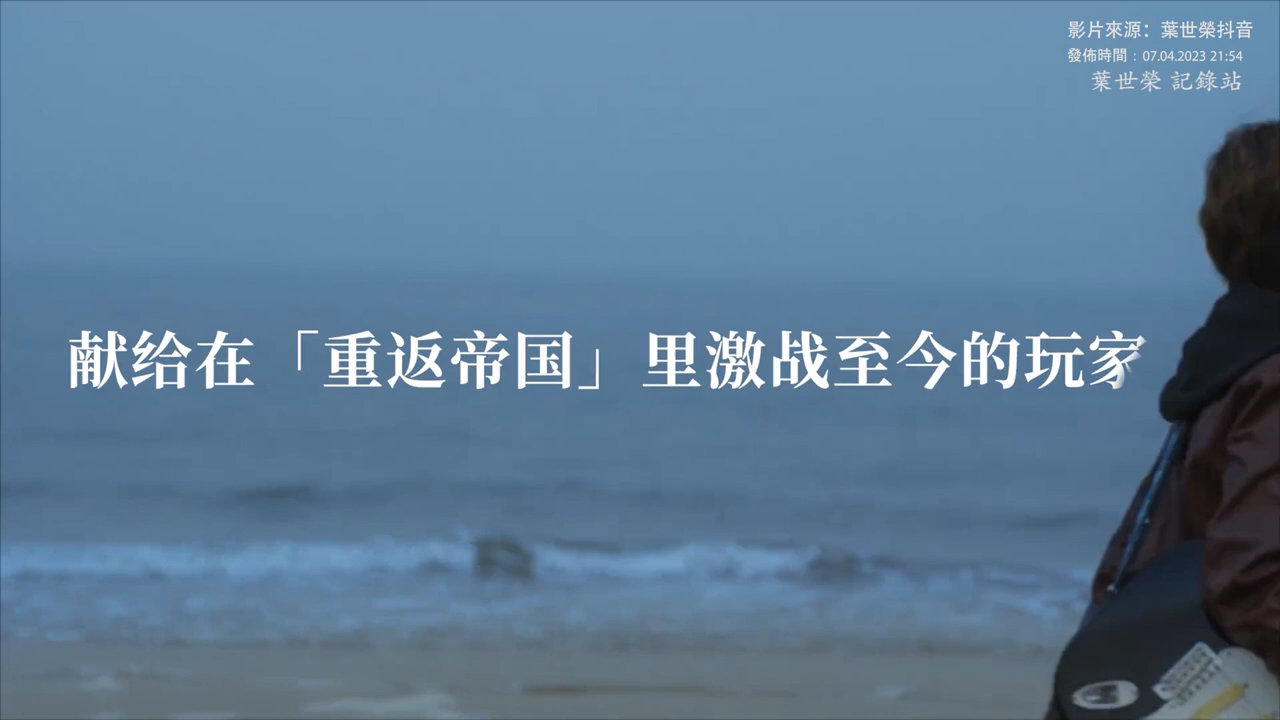 影片來源：葉世榮抖音
發佈時間：07.04.2023 21:54
葉世榮 記錄站
献给在「重返帝国」里激战至今的玩家